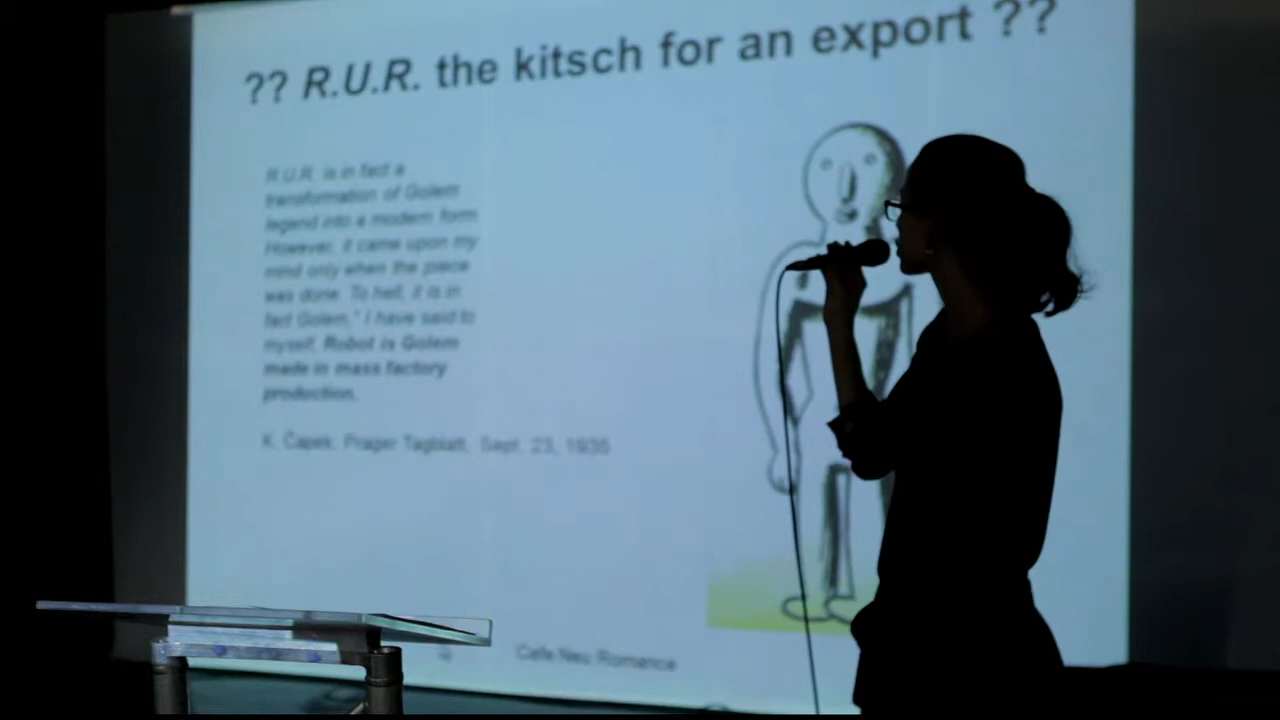 ?? R.U.R. the kitsch for an export ??
R.U.R. is in fact a
transformation of Golem
legend into a modern form.
However, it came upon my
mind only when the piece
was done. To hell, it is in
fact Golem," I have said to
myself, Robot is Golem
made in mass factory
production.
K. Čapek: Prager Tagblatt, Sept. 23, 1935
Cafe Neu Romance